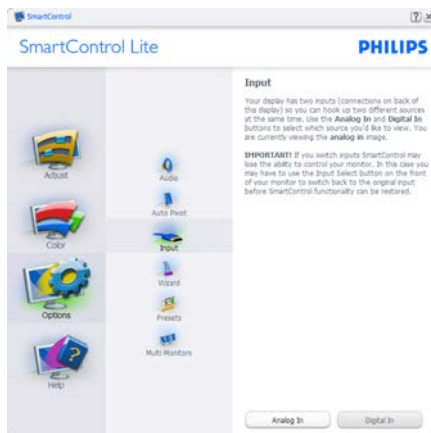 SmartControl
SmartControl Lite
PHILIPS
Adjust
Color
Options
Help
Audio
Auto Pivot
Input
Wizard
Presets
Multi Monitors
Input
Your display has two inputs (connections on back of
this display) so you can hook up two different sources
at the same time. Use the Analog In and Digital In
buttons to select which source you'd like to view. You
are currently viewing the analog in image.
IMPORTANT! If you switch inputs SmartControl may
lose the ability to control your monitor. In this case you
may have to use the Input Select button on the front
of your monitor to switch back to the original input
before SmartControl functionality can be restored.
Analog In
Digital In